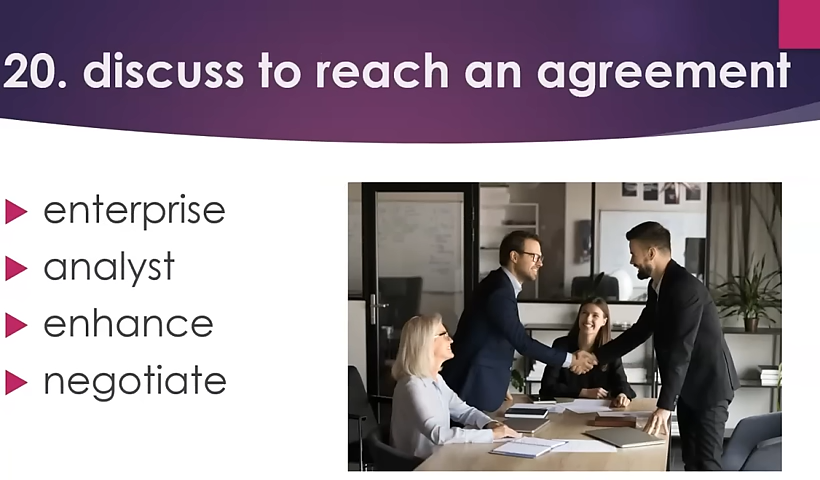 20. discuss to reach an agreement
enterprise
analyst
enhance
negotiate